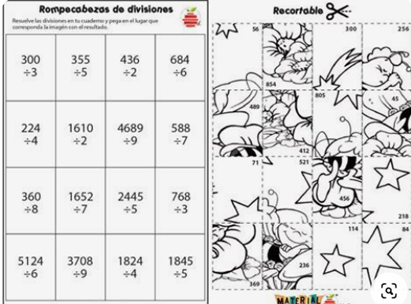 Rompecabezas de divisiones
Resuelve las divisiones en tu cuaderno y pega en el lugar que
corresponda la imagen con el resultado.
300 355 436 684
÷3 ÷5 ÷2 ÷6
224 1610 4689 588
÷4 ÷2 ÷9 ÷7
360 1652 2445 768
÷8 ÷7 ÷5 ÷3
5124 3708 1824 1845
÷6 ÷9 ÷4 ÷5
Recortable
56 300 256
854
805 45
489
412
71 521
456
218
114 84
236
369
MATERIAL